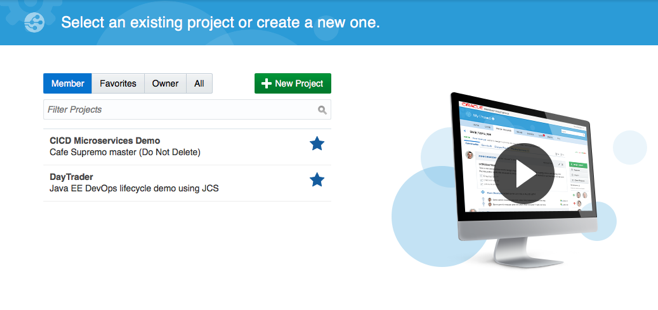 Select an existing project or create a new one.
Member Favorites Owner All
New Project
Filter Projects
CICD Microservices Demo
Cafe Supremo master (Do Not Delete)
DayTrader
Java EE DevOps lifecycle demo using JCS
ORACLE